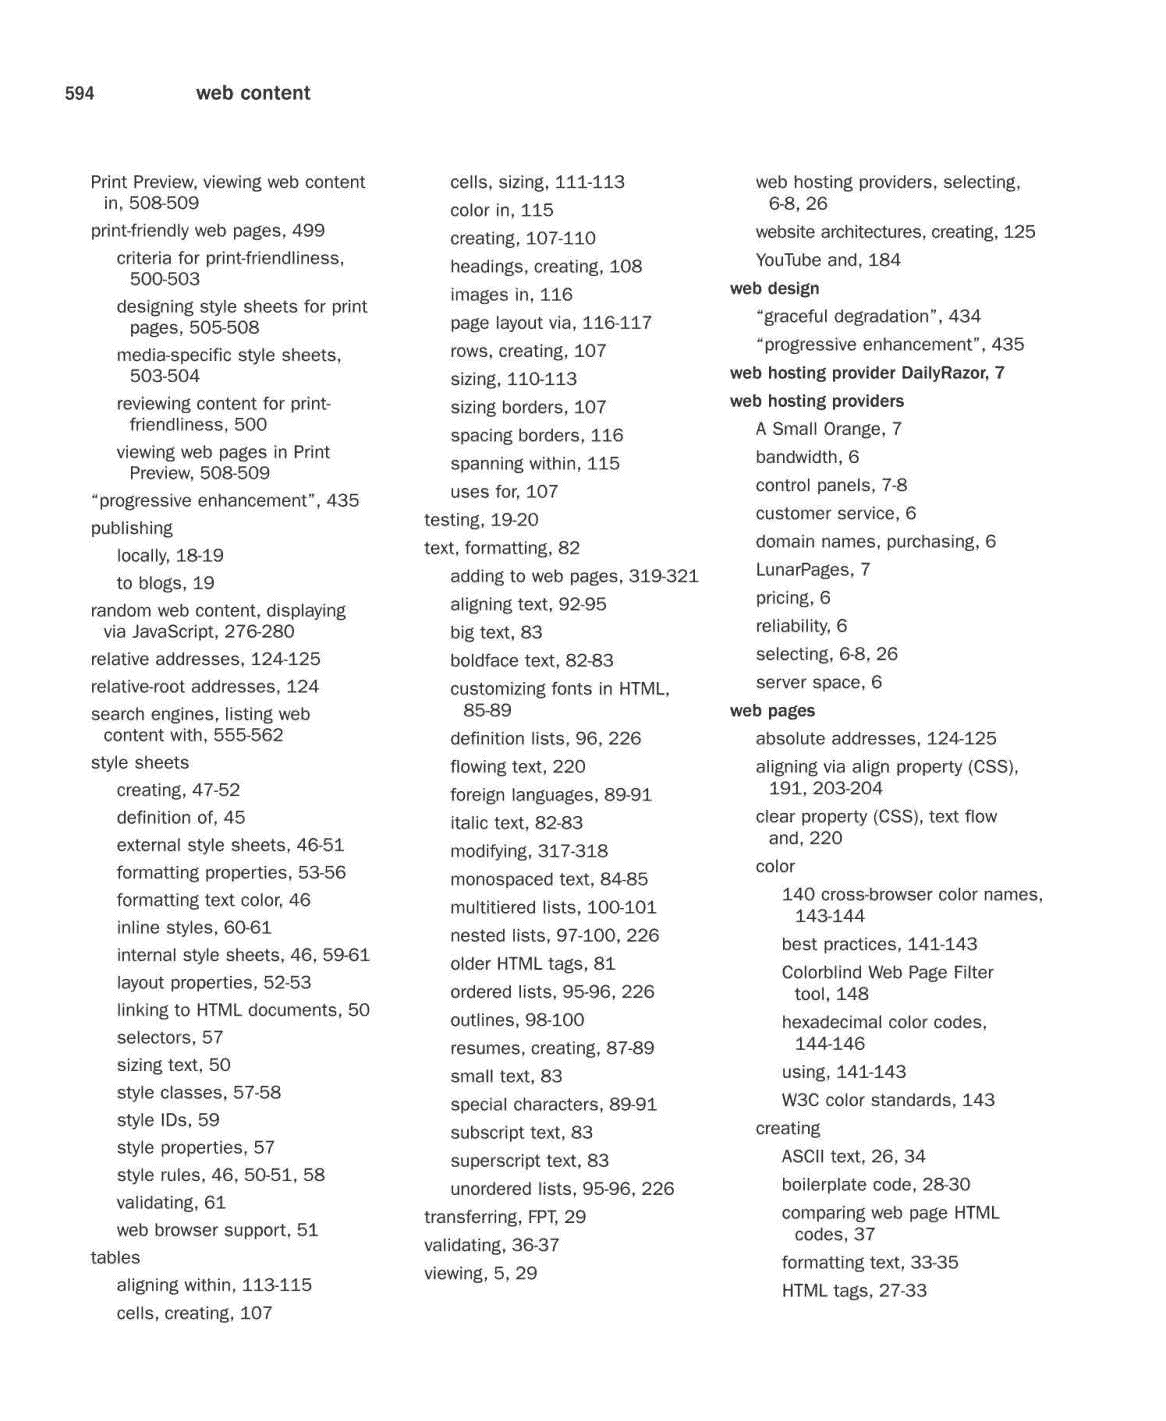 594 web content
Print Preview, viewing web content
in, 508-509
print-friendly web pages, 499
criteria for print-friendliness,
500-503
designing style sheets for print
pages, 505-508
media-specific style sheets,
503-504
reviewing content for print-
friendliness, 500
viewing web pages in Print
Preview, 508-509
“progressive enhancement”, 435
publishing
locally, 18-19
to blogs, 19
random web content, displaying
via JavaScript, 276-280
relative addresses, 124-125
relative-root addresses, 124
search engines, listing web
content with, 555-562
style sheets
creating, 47-52
definition of, 45
external style sheets, 46-51
formatting properties, 53-56
formatting text color, 46
inline styles, 60-61
internal style sheets, 46, 59-61
layout properties, 52-53
linking to HTML documents, 50
selectors, 57
sizing text, 50
style classes, 57-58
style IDs, 59
style properties, 57
style rules, 46, 50-51, 58
validating, 61
web browser support, 51
tables
aligning within, 113-115
cells, creating, 107
cells, sizing, 111-113
color in, 115
creating, 107-110
headings, creating, 108
images in, 116
page layout via, 116-117
rows, creating, 107
sizing, 110-113
sizing borders, 107
spacing borders, 116
spanning within, 115
uses for, 107
testing, 19-20
text, formatting, 82
adding to web pages, 319-321
aligning text, 92-95
big text, 83
boldface text, 82-83
customizing fonts in HTML,
85-89
definition lists, 96, 226
flowing text, 220
foreign languages, 89-91
italic text, 82-83
modifying, 317-318
monospaced text, 84-85
multitiered lists, 100-101
nested lists, 97-100, 226
older HTML tags, 81
ordered lists, 95-96, 226
outlines, 98-100
resumes, creating, 87-89
small text, 83
special characters, 89-91
subscript text, 83
superscript text, 83
unordered lists, 95-96, 226
transferring, FPT, 29
validating, 36-37
viewing, 5, 29
web hosting providers, selecting,
6-8, 26
website architectures, creating, 125
YouTube and, 184
web design
“graceful degradation”, 434
“progressive enhancement”, 435
web hosting provider DailyRazor, 7
web hosting providers
A Small Orange, 7
bandwidth, 6
control panels, 7-8
customer service, 6
domain names, purchasing, 6
LunarPages, 7
pricing, 6
reliability, 6
selecting, 6-8, 26
server space, 6
web pages
absolute addresses, 124-125
aligning via align property (CSS),
191, 203-204
clear property (CSS), text flow
and, 220
color
140 cross-browser color names,
143-144
best practices, 141-143
Colorblind Web Page Filter
tool, 148
hexadecimal color codes,
144-146
using, 141-143
W3C color standards, 143
creating
ASCII text, 26, 34
boilerplate code, 28-30
comparing web page HTML
codes, 37
formatting text, 33-35
HTML tags, 27-33